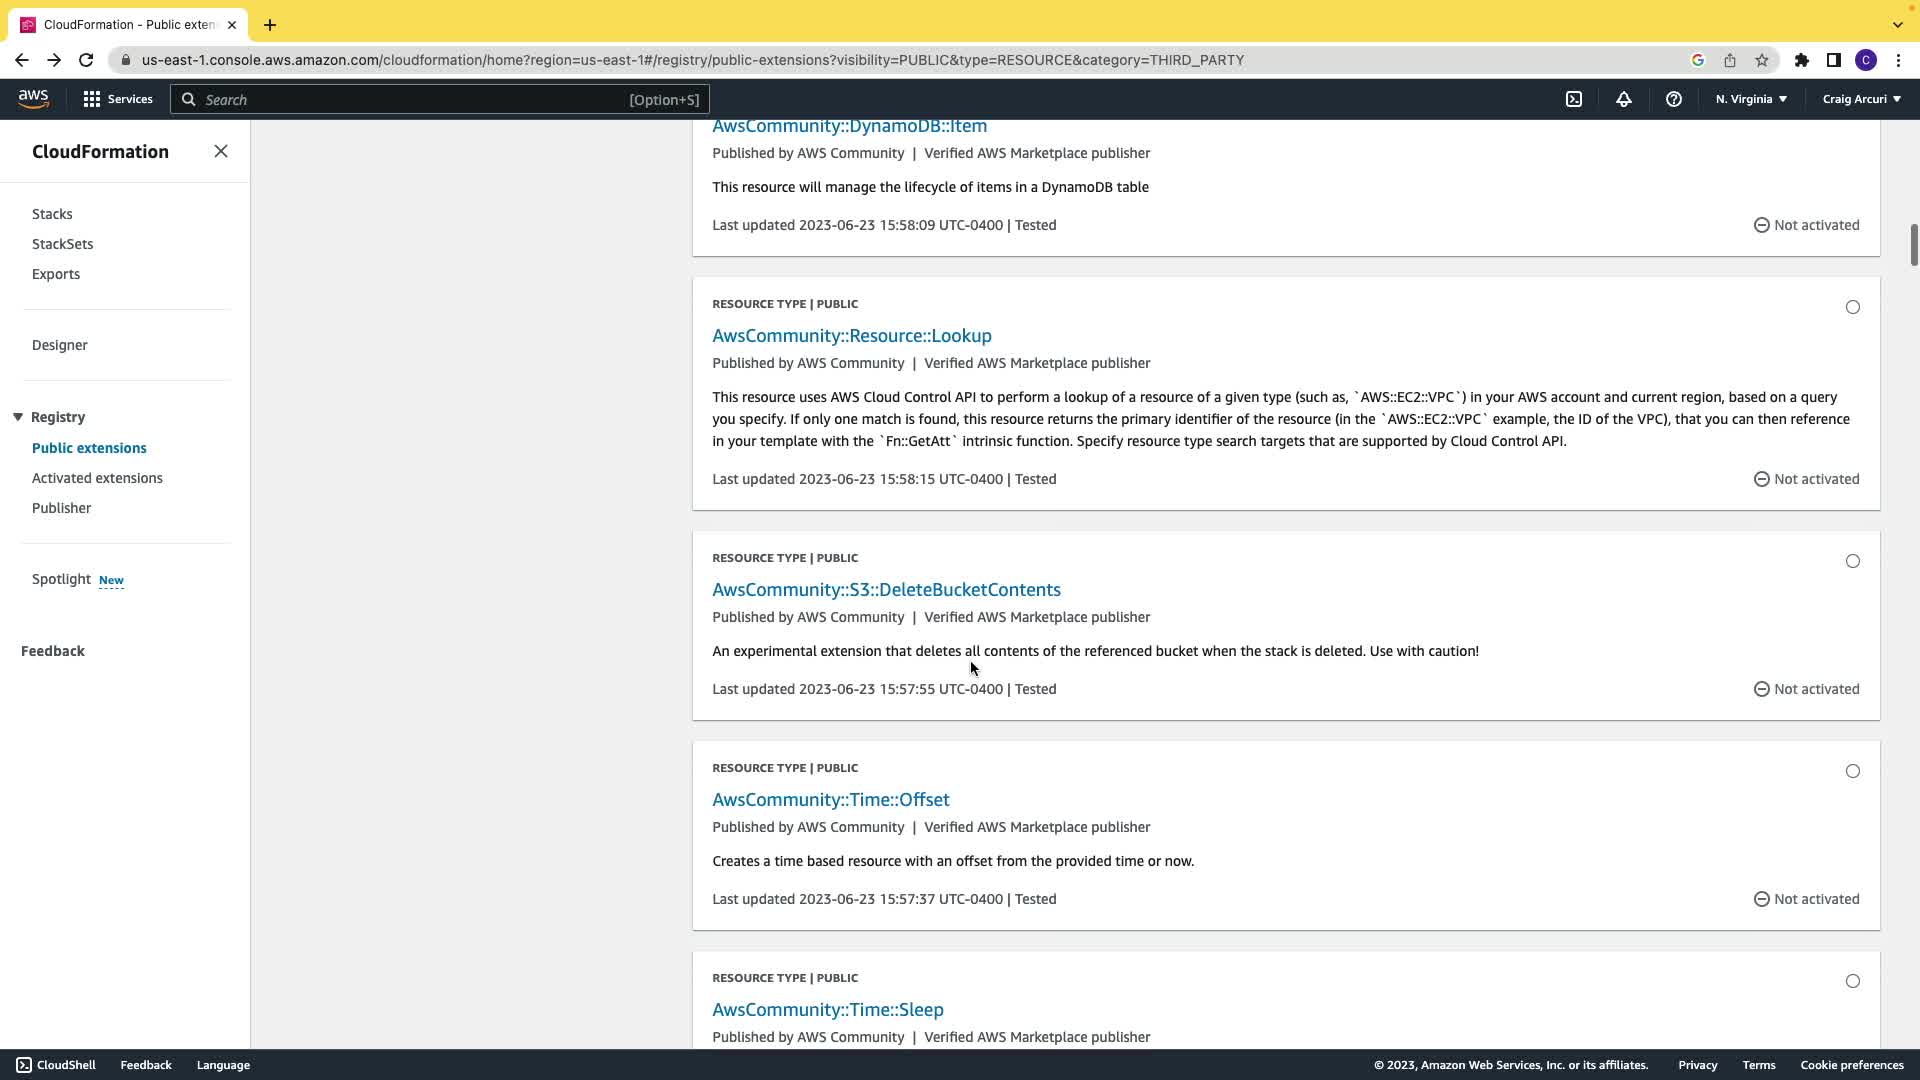 CloudFormation - Public exten
us-east-1.console.aws.amazon.com/cloudformation/home?region=us-east-1#/registry/public-extensions?visibility=PUBLIC&type=RESOURCE&category=THIRD_PARTY
C
aws
Services
Search
[Option+S]
N. Virginia
Craig Arcuri
CloudFormation
Stacks
StackSets
Exports
Designer
Registry
Public extensions
Activated extensions
Publisher
Spotlight New
Feedback
AwsCommunity::DynamoDB::Item
Published by AWS Community | Verified AWS Marketplace publisher
This resource will manage the lifecycle of items in a DynamoDB table
Last updated 2023-06-23 15:58:09 UTC-0400 | Tested
Not activated
RESOURCE TYPE | PUBLIC
AwsCommunity::Resource::Lookup
Published by AWS Community | Verified AWS Marketplace publisher
This resource uses AWS Cloud Control API to perform a lookup of a resource of a given type (such as, `AWS::EC2::VPC`) in your AWS account and current region, based on a query
you specify. If only one match is found, this resource returns the primary identifier of the resource (in the `AWS::EC2::VPC` example, the ID of the VPC), that you can then reference
in your template with the `Fn::GetAtt` intrinsic function. Specify resource type search targets that are supported by Cloud Control API.
Last updated 2023-06-23 15:58:15 UTC-0400 | Tested
Not activated
RESOURCE TYPE | PUBLIC
AwsCommunity::S3::DeleteBucketContents
Published by AWS Community | Verified AWS Marketplace publisher
An experimental extension that deletes all contents of the referenced bucket when the stack is deleted. Use with caution!
Last updated 2023-06-23 15:57:55 UTC-0400 | Tested
Not activated
RESOURCE TYPE | PUBLIC
AwsCommunity::Time::Offset
Published by AWS Community | Verified AWS Marketplace publisher
Creates a time based resource with an offset from the provided time or now.
Last updated 2023-06-23 15:57:37 UTC-0400 | Tested
Not activated
RESOURCE TYPE | PUBLIC
AwsCommunity::Time::Sleep
Published by AWS Community | Verified AWS Marketplace publisher
CloudShell
Feedback
Language
© 2023, Amazon Web Services, Inc. or its affiliates.
Privacy
Terms
Cookie preferences